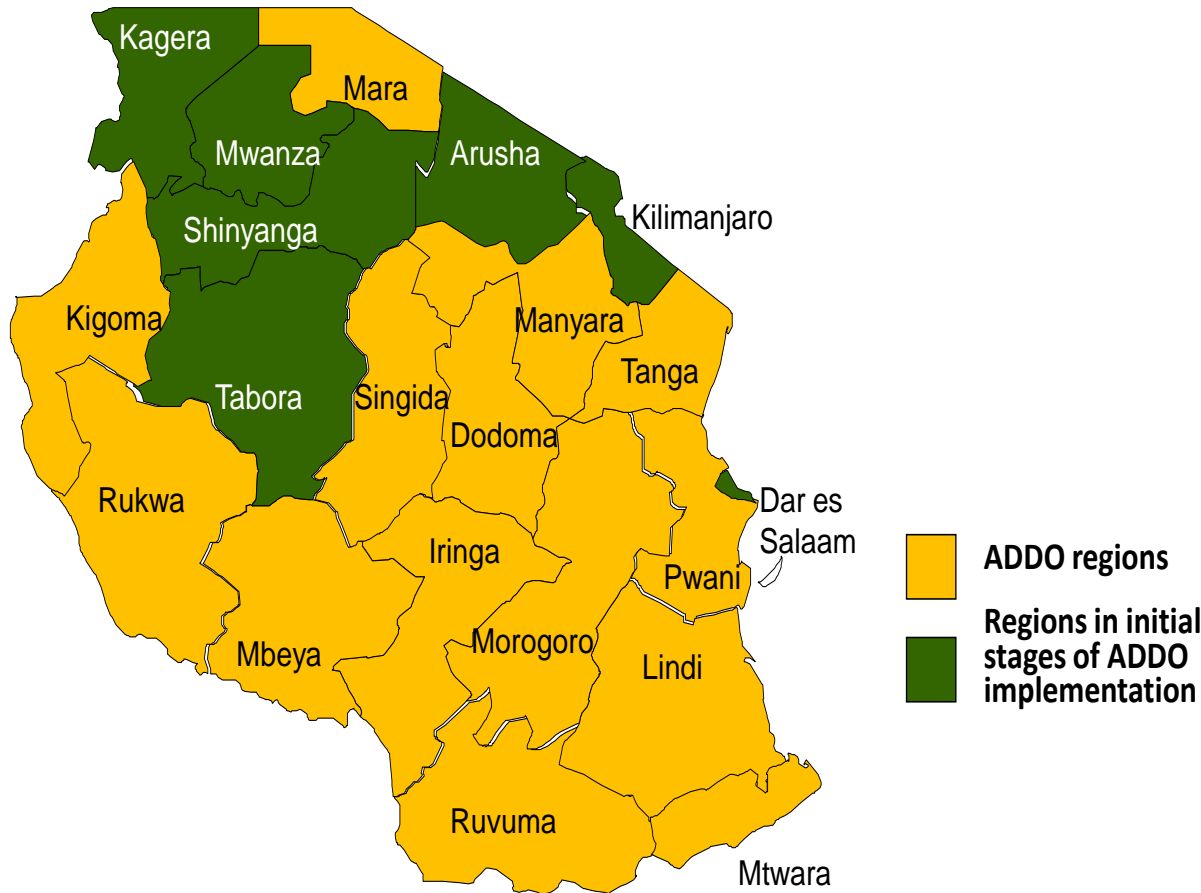 Kagera
Mara
Mwanza
Arusha
Kilimanjaro
Shinyanga
Kigoma
Manyara
Tanga
Tabora
Singida
Dodoma
Rukwa
Dar es
Salaam
Iringa
Pwani
Mbeya
Morogoro
Lindi
Ruvuma
Mtwara
ADDO regions
Regions in initial
stages of ADDO
implementation